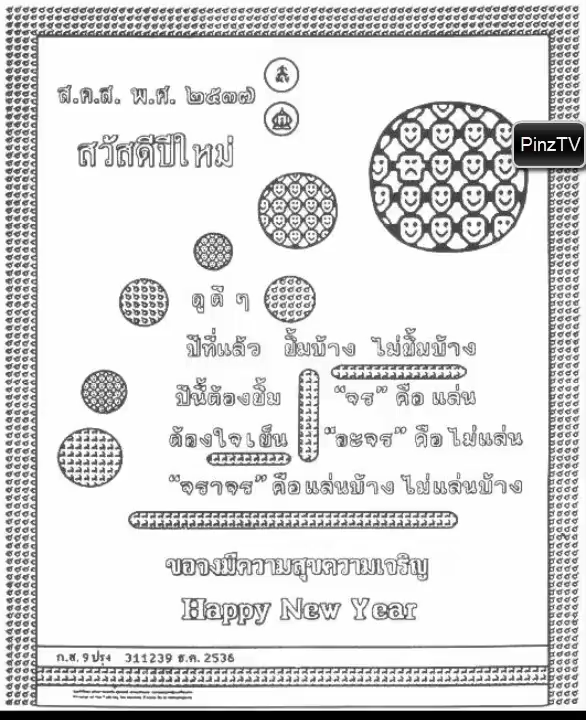 ส.ค.ส. พ.ศ. ๒๕๓๗
สวัสดีปีใหม่
PinzTV
ดูดีๆ
ปีที่แล้ว ยิ้มบ้าง ไม่ยิ้มบ้าง
ปีนี้ต้องยิ้ม "จร" คือ แล่น
ต้องใจเย็น "อะจร" คือ ไม่แล่น
"จราจร" คือแล่นบ้าง ไม่แล่นบ้าง
ขอจงมีความสุขความเจริญ
Happy New Year
ก.ส. 9 ปรุง 311239 ธ.ค. 2536